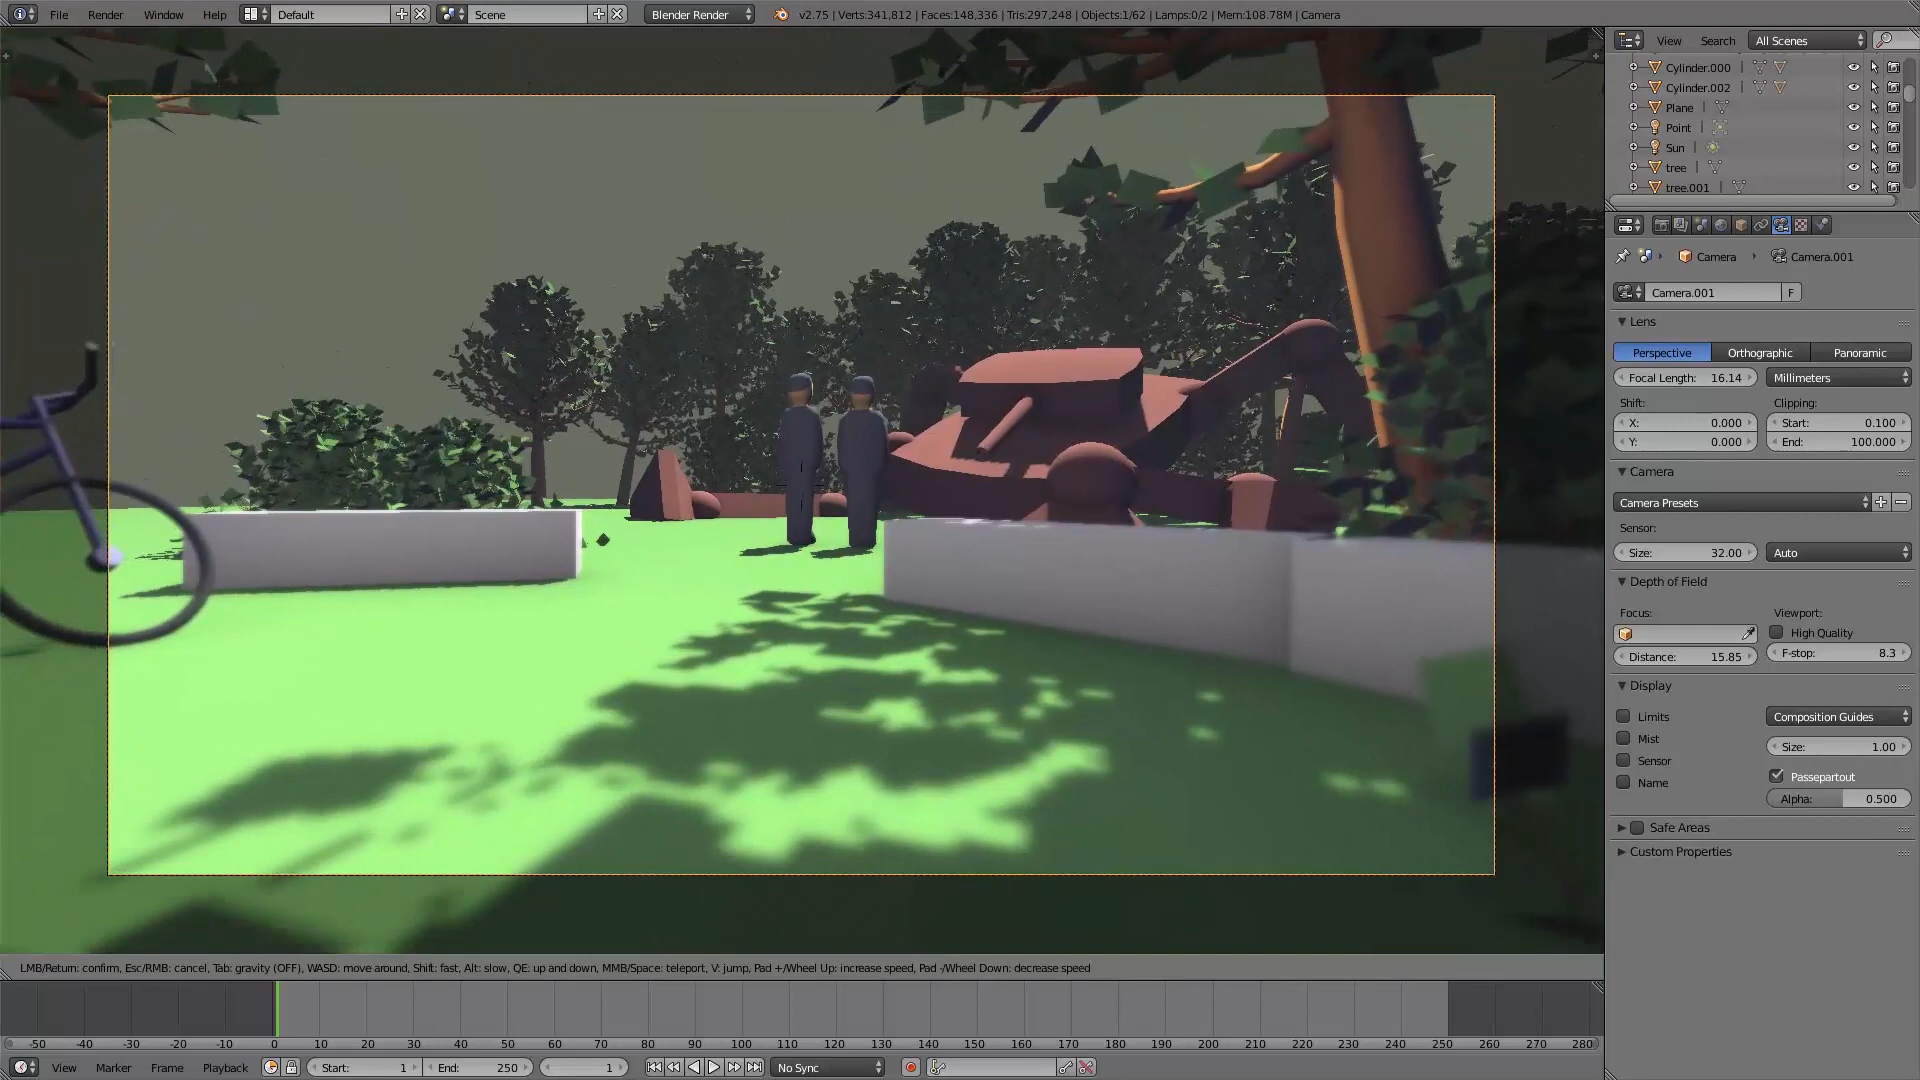 File Render Window Help Default Scene Blender Render v2.75 | Verts:341,812 | Faces:148,336 | Tris:297,248 | Objects:1/62 | Lamps:0/2 | Mem:108.78M | Camera
View Search All Scenes
Cylinder.000
Cylinder.002
Plane
Point
Sun
tree
tree.001
Camera Camera.001
Camera.001 F
Lens
Perspective Orthographic Panoramic
Focal Length: 16.14 Millimeters
Shift: Clipping:
X: 0.000 Start: 0.100
Y: 0.000 End: 100.000
Camera
Camera Presets
Sensor:
Size: 32.00 Auto
Depth of Field
Focus: Viewport:
High Quality
Distance: 15.85 F-stop: 8.3
Display
Limits Composition Guides
Mist Size: 1.00
Sensor
Name Passepartout
Alpha: 0.500
Safe Areas
Custom Properties
LMB/Return: confirm, Esc/RMB: cancel, Tab: gravity (OFF), WASD: move around, Shift: fast, Alt: slow, QE: up and down, MMB/Space: teleport, V: jump, Pad +/Wheel Up: increase speed, Pad -/Wheel Down: decrease speed
-50 -40 -30 -20 -10 0 10 20 30 40 50 60 70 80 90 100 110 120 130 140 150 160 170 180 190 200 210 220 230 240 250 260 270 280
View Marker Frame Playback Start: 1 End: 250 1 No Sync